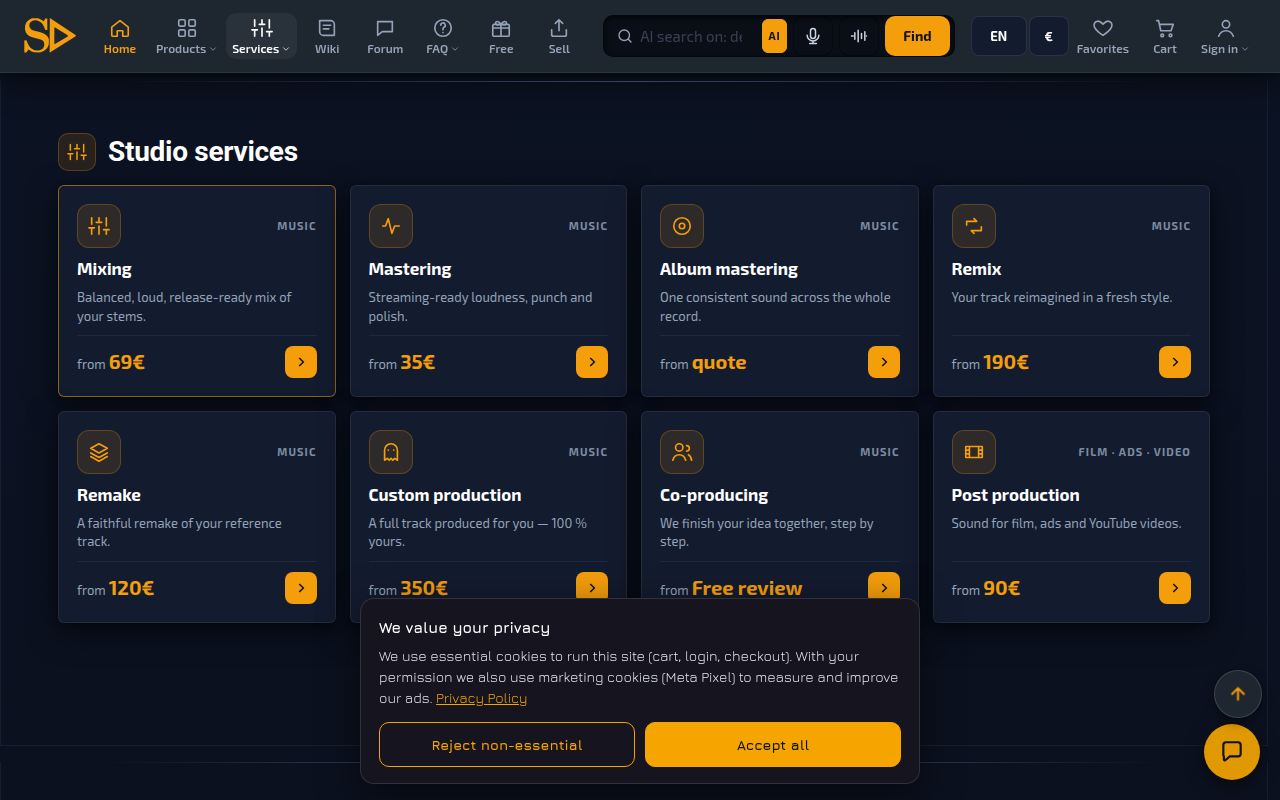 SD
Home
Products
Services
Wiki
Forum
FAQ
Free
Sell
AI search on: de
AI
Find
EN
€
Favorites
Cart
Sign in
Studio services
MUSIC
Mixing
Balanced, loud, release-ready mix of
your stems.
from 69€
MUSIC
Mastering
Streaming-ready loudness, punch and
polish.
from 35€
MUSIC
Album mastering
One consistent sound across the whole
record.
from quote
MUSIC
Remix
Your track reimagined in a fresh style.
from 190€
MUSIC
Remake
A faithful remake of your reference
track.
from 120€
MUSIC
Custom production
A full track produced for you — 100 %
yours.
from 350€
MUSIC
Co-producing
We finish your idea together, step by
step.
from Free review
FILM · ADS · VIDEO
Post production
Sound for film, ads and YouTube videos.
from 90€
We value your privacy
We use essential cookies to run this site (cart, login, checkout). With your
permission we also use marketing cookies (Meta Pixel) to measure and improve
our ads. Privacy Policy
Reject non-essential
Accept all